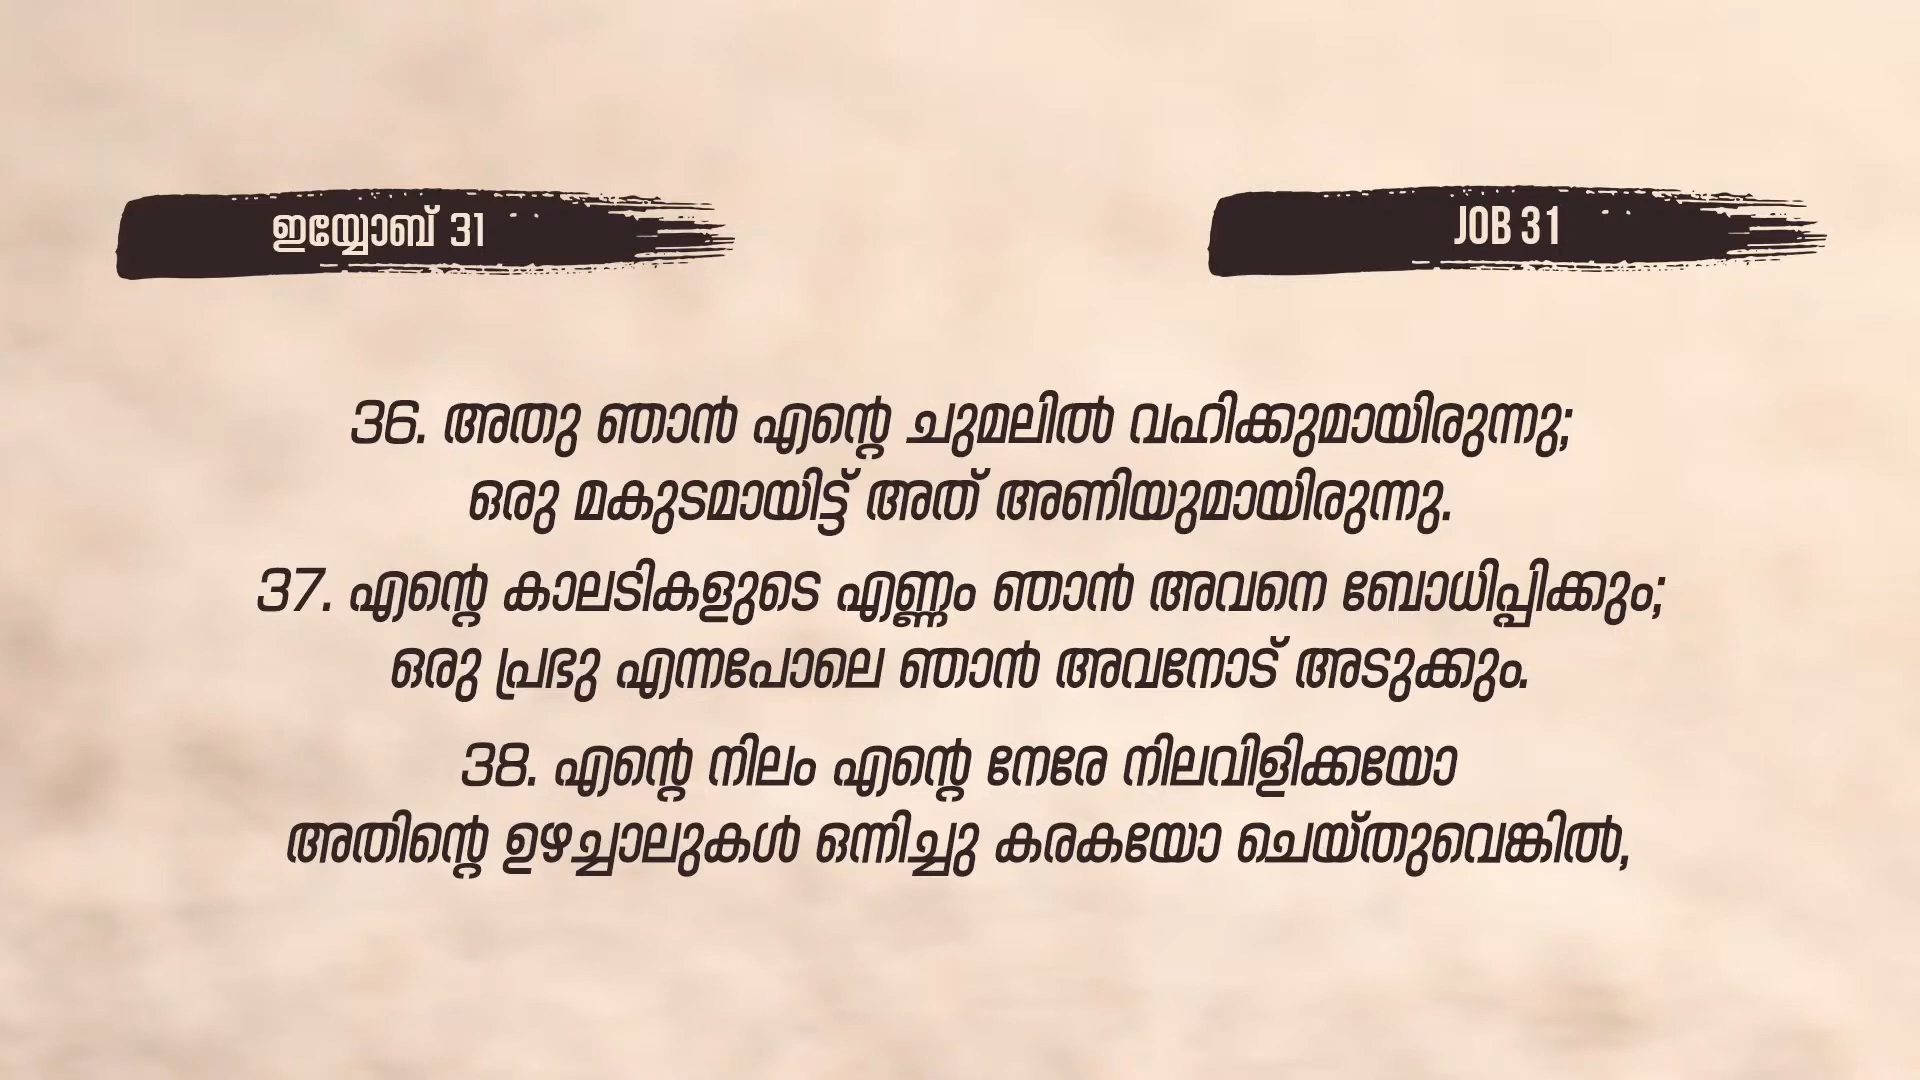 ഇയ്യോബ് 31
JOB 31
36. അതു ഞാൻ എന്റെ ചുമലിൽ വഹിക്കുമായിരുന്നു;
ഒരു മകുടമായിട്ട് അത് അണിയുമായിരുന്നു.
37. എന്റെ കാലടികളുടെ എണ്ണം ഞാൻ അവനെ ബോധിപ്പിക്കും;
ഒരു പ്രഭു എന്നപോലെ ഞാൻ അവനോട് അടുക്കും.
38. എന്റെ നിലം എന്റെ നേരേ നിലവിളിക്കയോ
അതിന്റെ ഉഴച്ചാലുകൾ ഒന്നിച്ചു കരകയോ ചെയ്തുവെങ്കിൽ,